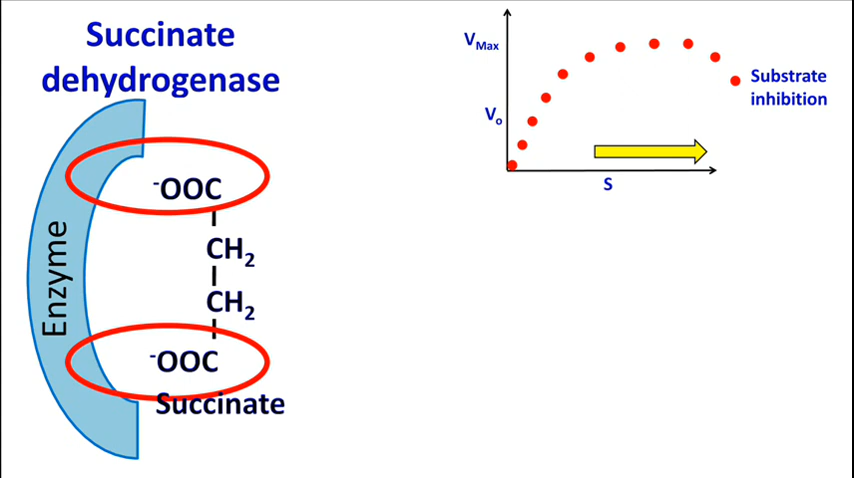 Succinate
dehydrogenase
Enzyme
⁻OOC
CH₂
CH₂
⁻OOC
Succinate
V_Max
V_o
S
Substrate
inhibition